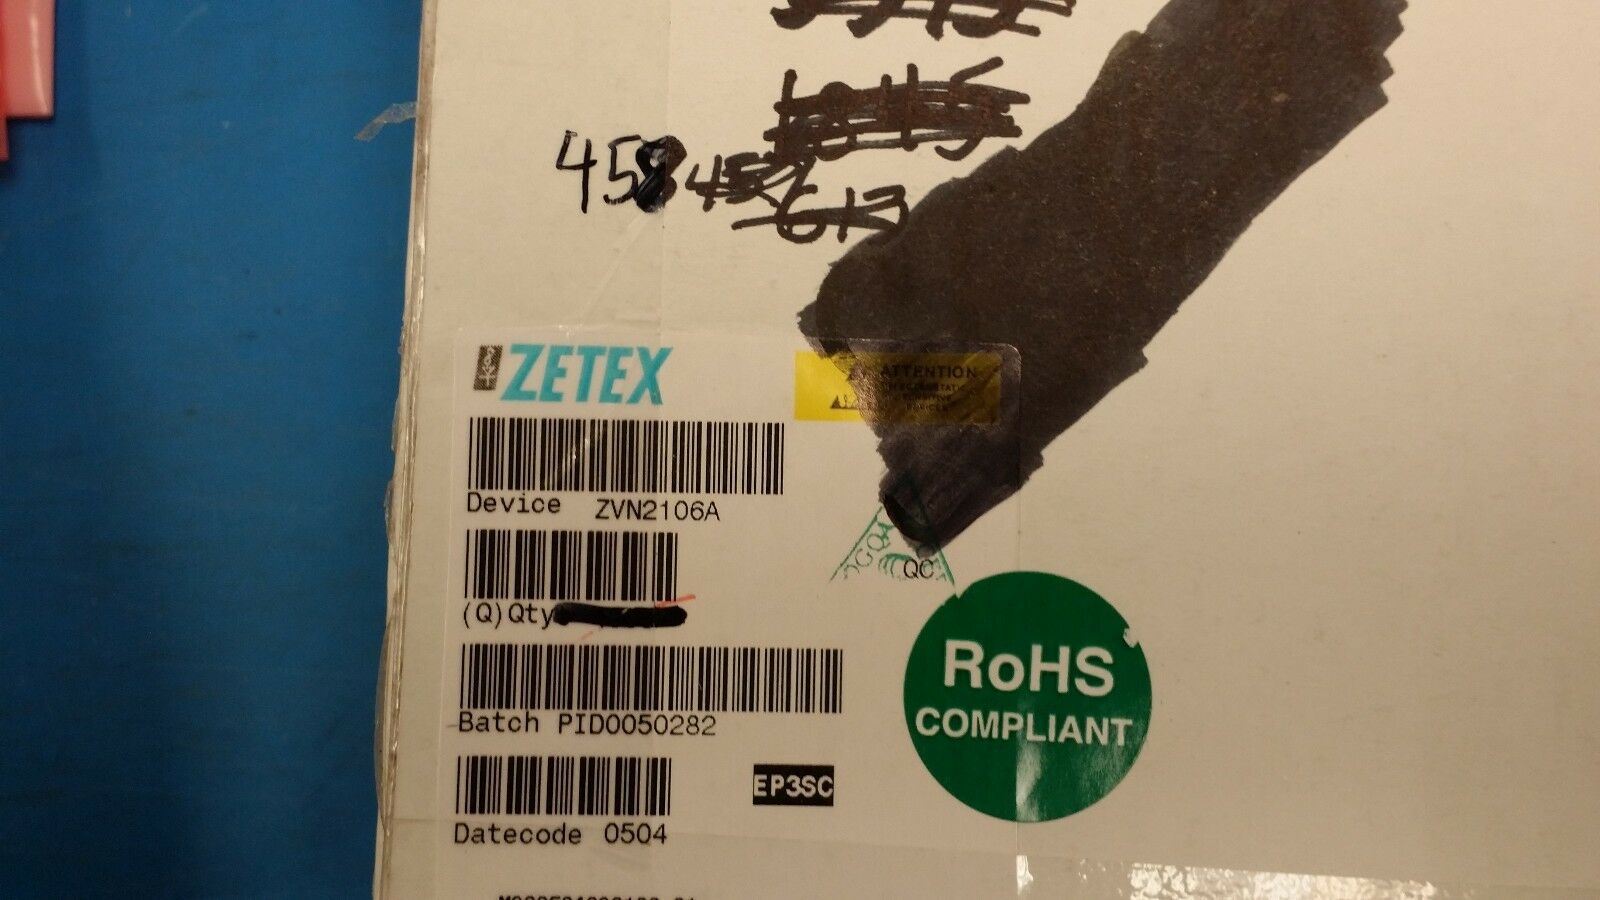 458
613
ZETEX
ATTENTION
Device ZVN2106A
QC
(Q)Qty
RoHS
COMPLIANT
Batch PID0050282
EP3SC
Datecode 0504